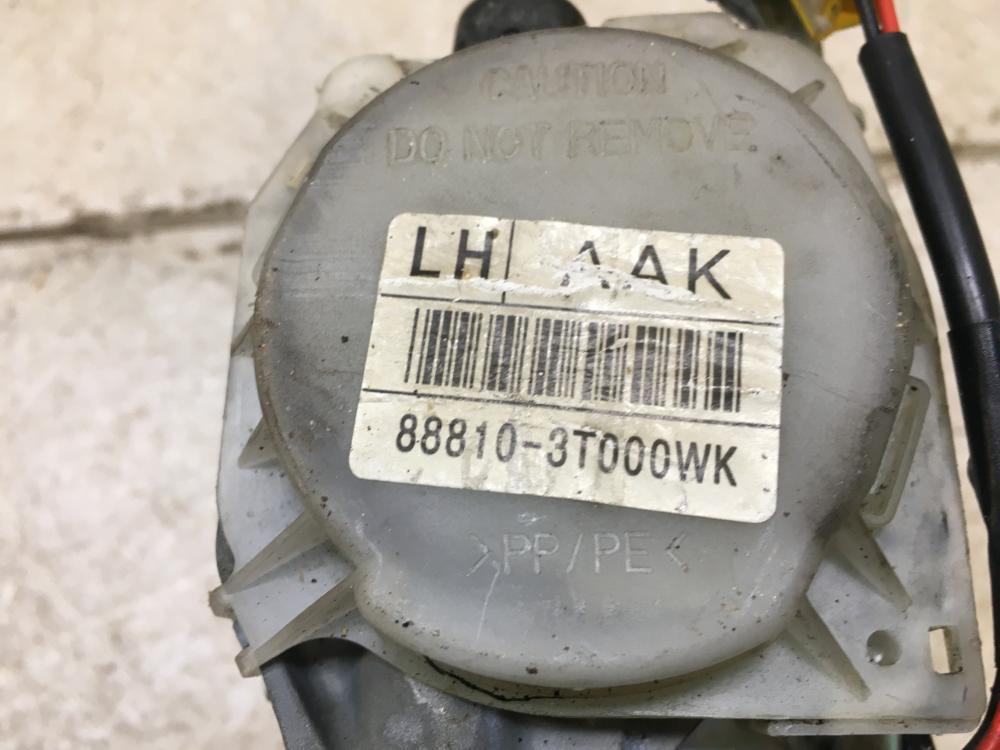 CAUTION
DO NOT REMOVE
LH AAK
88810-3T000WK
>PP/PE<